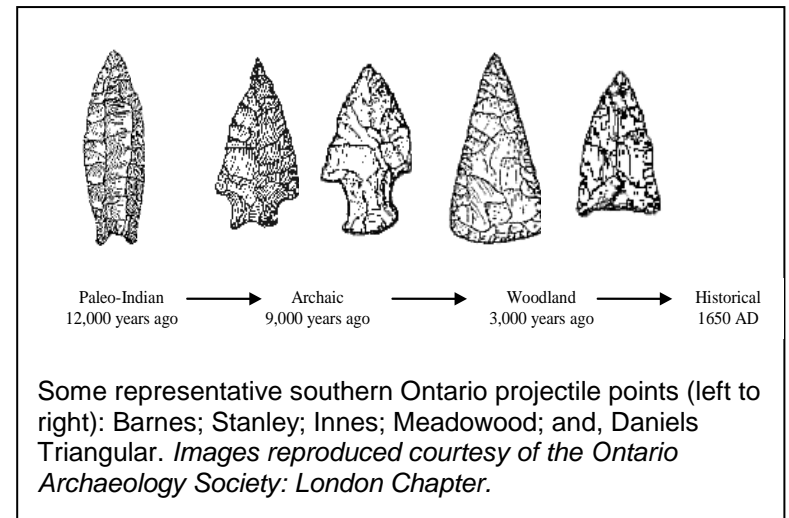 Paleo-Indian Archaic Woodland Historical
12,000 years ago 9,000 years ago 3,000 years ago 1650 AD
Some representative southern Ontario projectile points (left to
right): Barnes; Stanley; Innes; Meadowood; and, Daniels
Triangular. Images reproduced courtesy of the Ontario
Archaeology Society: London Chapter.